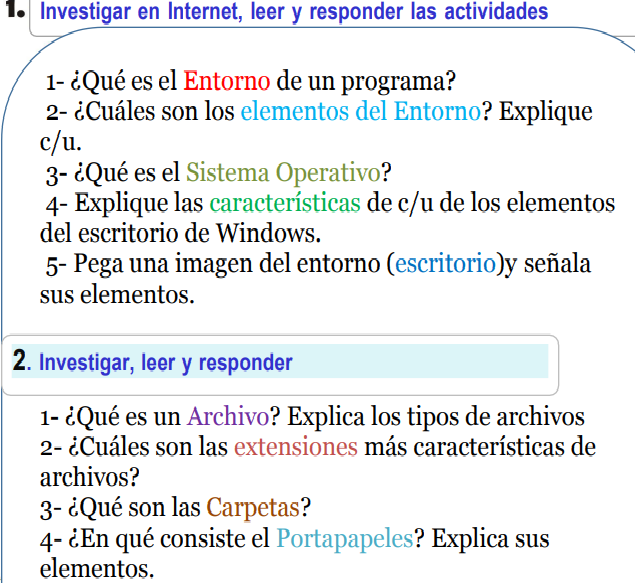 1. Investigar en Internet, leer y responder las actividades
1- ¿Qué es el Entorno de un programa?
2- ¿Cuáles son los elementos del Entorno? Explique
c/u.
3- ¿Qué es el Sistema Operativo?
4- Explique las características de c/u de los elementos
del escritorio de Windows.
5- Pega una imagen del entorno (escritorio)y señala
sus elementos.
2. Investigar, leer y responder
1- ¿Qué es un Archivo? Explica los tipos de archivos
2- ¿Cuáles son las extensiones más características de
archivos?
3- ¿Qué son las Carpetas?
4- ¿En qué consiste el Portapapeles? Explica sus
elementos.